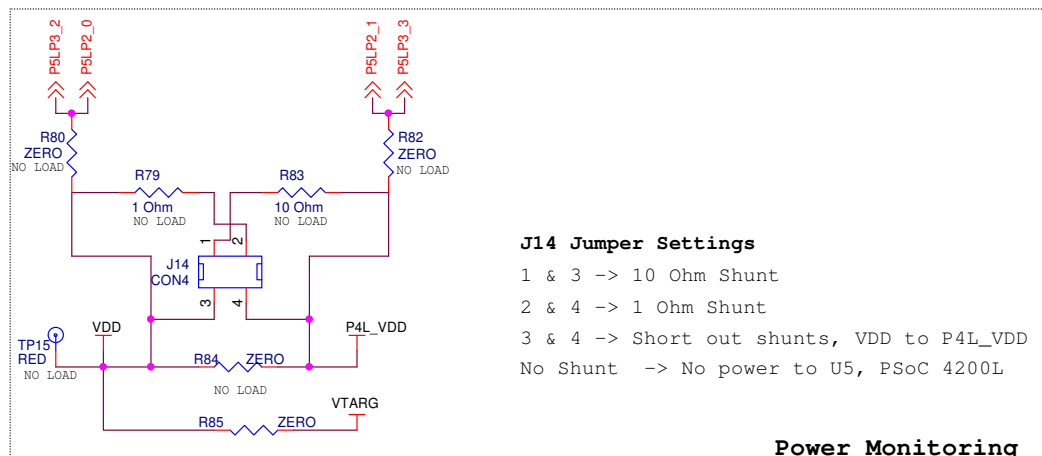 P5LP3_2
P5LP2_0
P5LP2_1
P5LP3_3
R80
ZERO
NO LOAD
R82
ZERO
NO LOAD
R79
1 Ohm
NO LOAD
R83
10 Ohm
NO LOAD
1
2
J14
CON4
3
4
J14 Jumper Settings
1 & 3 -> 10 Ohm Shunt
2 & 4 -> 1 Ohm Shunt
3 & 4 -> Short out shunts, VDD to P4L_VDD
No Shunt -> No power to U5, PSoC 4200L
TP15
RED
NO LOAD
VDD
P4L_VDD
R84 ZERO
NO LOAD
VTARG
R85 ZERO
Power Monitoring